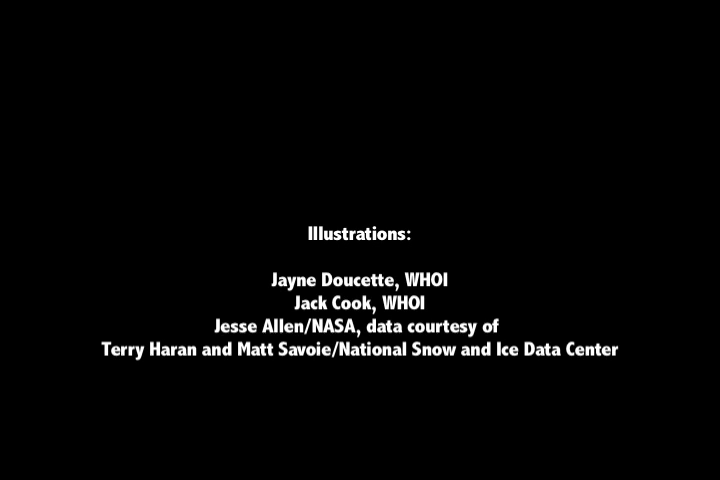 Illustrations:
Jayne Doucette, WHOI
Jack Cook, WHOI
Jesse Allen/NASA, data courtesy of
Terry Haran and Matt Savoie/National Snow and Ice Data Center